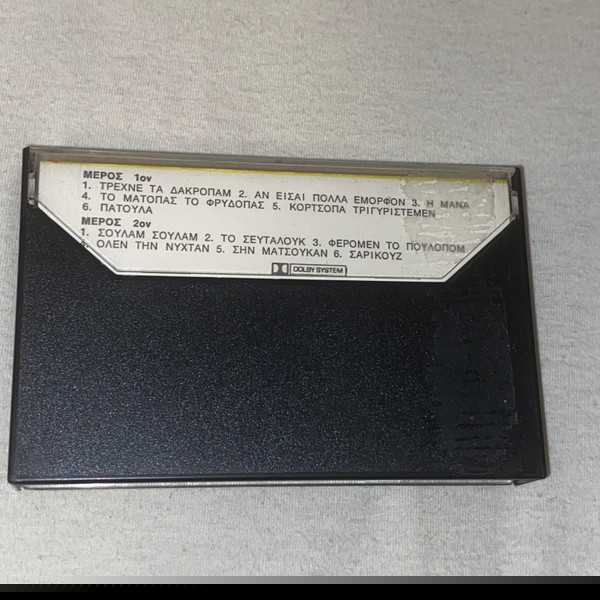 ΜΕΡΟΣ 1ον
1. ΤΡΕΧΝΕ ΤΑ ΔΑΚΡΟΠΑΜ 2. ΑΝ ΕΙΣΑΙ ΠΟΛΛΑ ΕΜΟΡΦΟΝ 3. Η ΜΑΝΑ
4. ΤΟ ΜΑΤΟΠΑΣ ΤΟ ΦΡΥΔΟΠΑΣ 5. ΚΟΡΤΣΟΠΑ ΤΡΙΓΥΡΙΣΤΕΜΕΝ
6. ΠΑΤΟΥΛΑ
ΜΕΡΟΣ 2ον
1. ΣΟΥΛΑΜ ΣΟΥΛΑΜ 2. ΤΟ ΣΕΥΤΑΛΟΥΚ 3. ΦΕΡΟΜΕΝ ΤΟ ΠΟΥΛΟΠΟΜ
ΟΛΕΝ ΤΗΝ ΝΥΧΤΑΝ 5. ΣΗΝ ΜΑΤΣΟΥΚΑΝ 6. ΣΑΡΙΚΟΥΖ
DOLBY SYSTEM